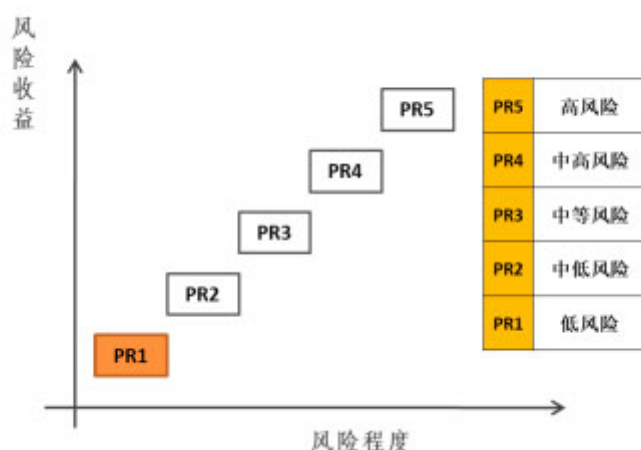 风险收益
PR5
PR4
PR3
PR2
PR1
风险程度
PR5 高风险
PR4 中高风险
PR3 中等风险
PR2 中低风险
PR1 低风险